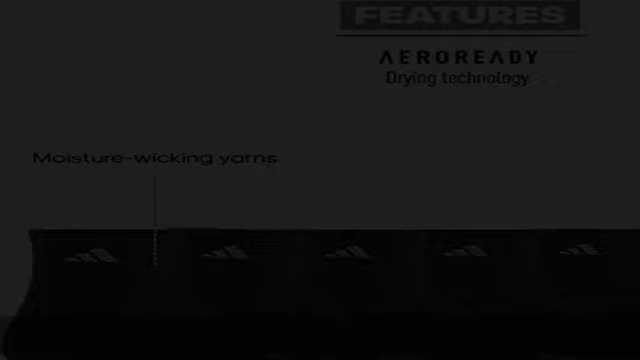 FEATURES
AEROREADY
Drying technology
Moisture-wicking yarns